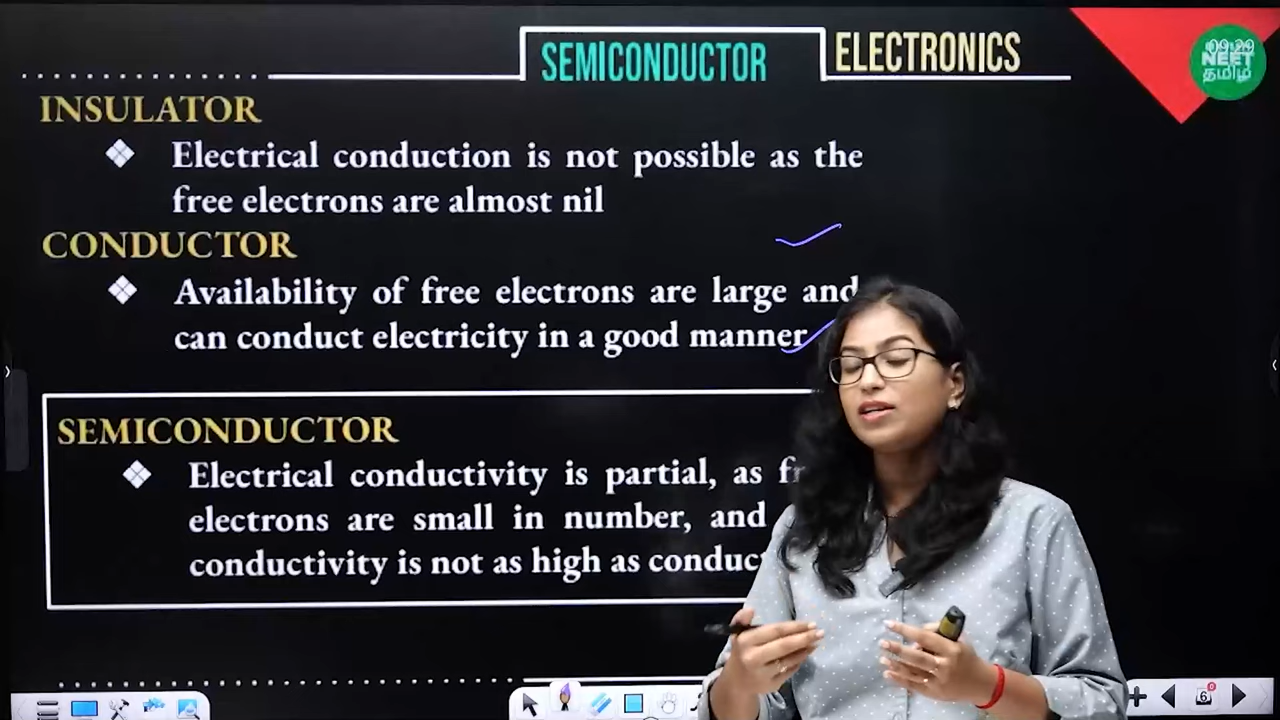 SEMICONDUCTOR ELECTRONICS
NEET
தமிழ்
INSULATOR
Electrical conduction is not possible as the
free electrons are almost nil
CONDUCTOR
Availability of free electrons are large and
can conduct electricity in a good manner
SEMICONDUCTOR
Electrical conductivity is partial, as
electrons are small in number, and
conductivity is not as high as
6